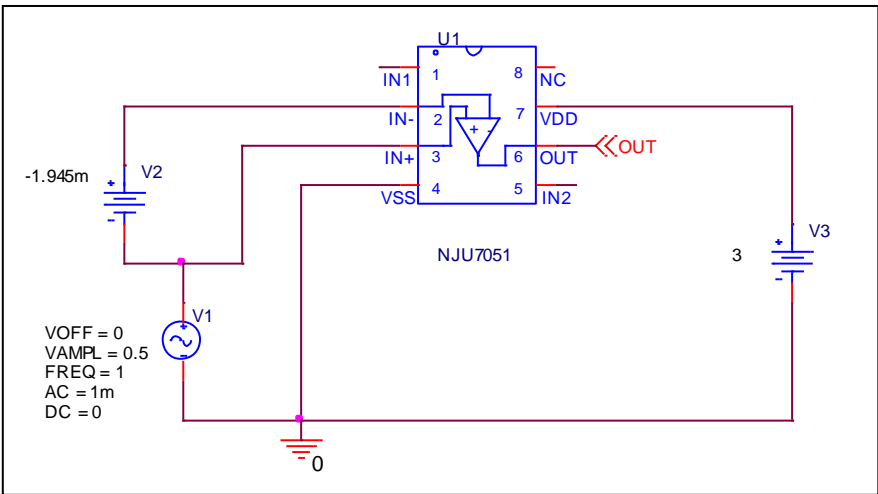 U1
IN1
1
8
NC
IN-
2
7
VDD
+
-
IN+
3
6
OUT
OUT
VSS
4
5
IN2
NJU7051
-1.945m
+
V2
-
+
V3
3
-
V1
+
-
VOFF = 0
VAMPL = 0.5
FREQ = 1
AC = 1m
DC = 0
0